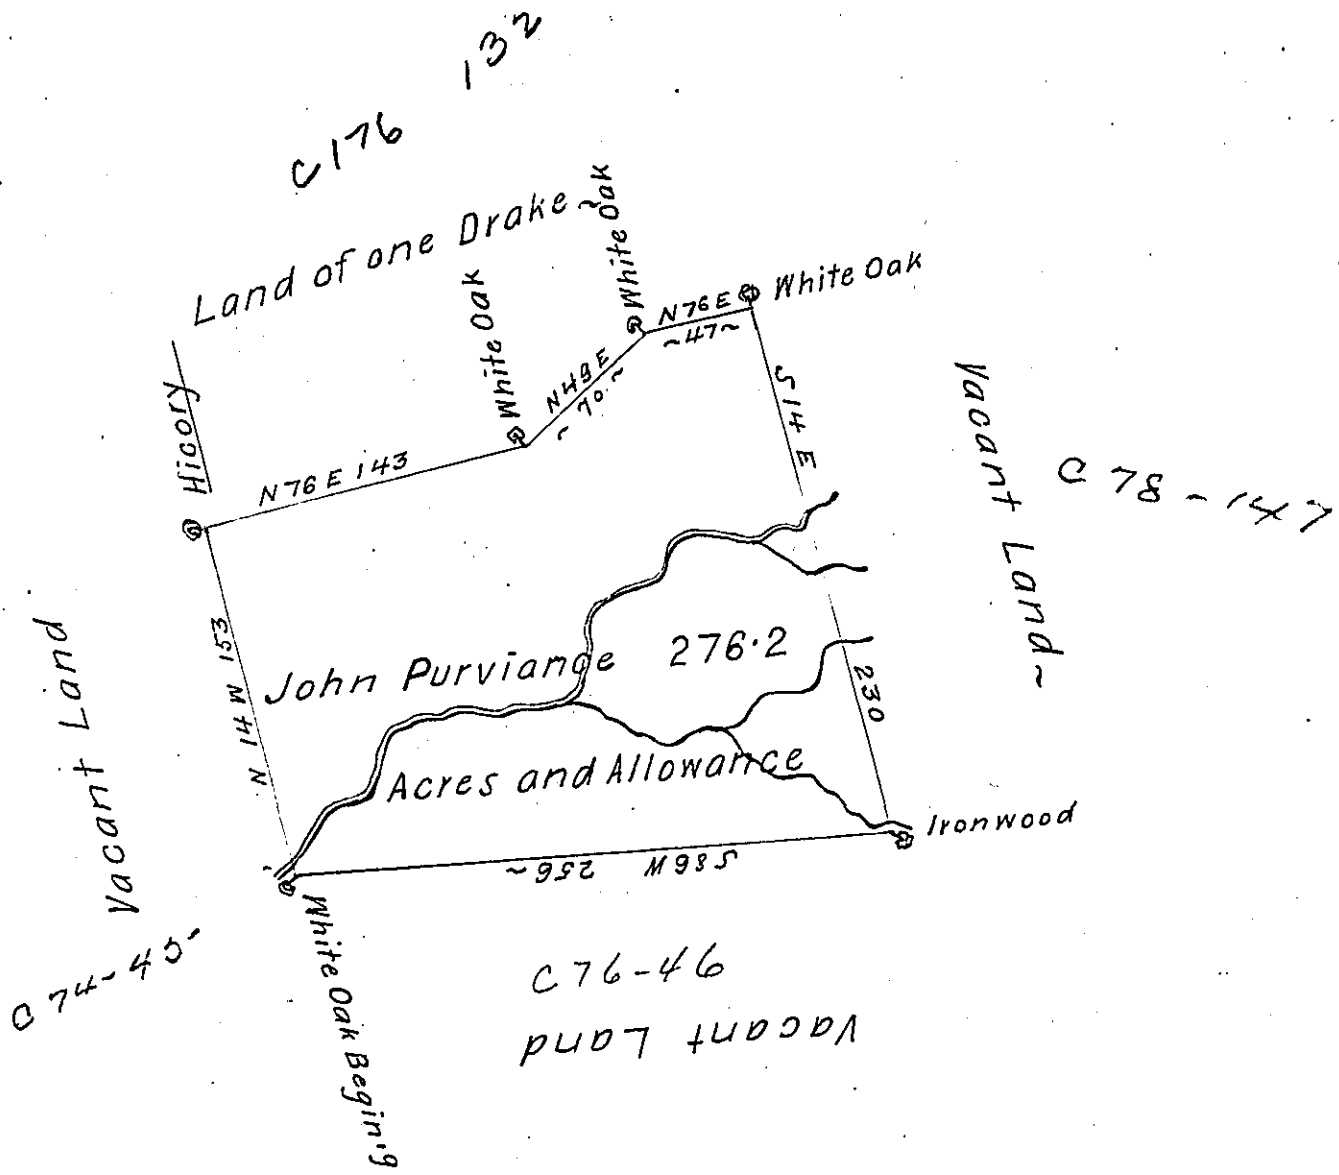 C176 132
Land of one Drake ~
White Oak
White Oak
White Oak
N76E
~47~
N49E
~70.~
Hicory
N76E 143
S14E
Vacant Land~
C78-147
230
N 14 W 153
Vacant Land
John Purviance 276.2
Acres and Allowance
Ironwood
S86W 256~
White Oak Begin,g
C74-45-
C76-46
Vacant Land